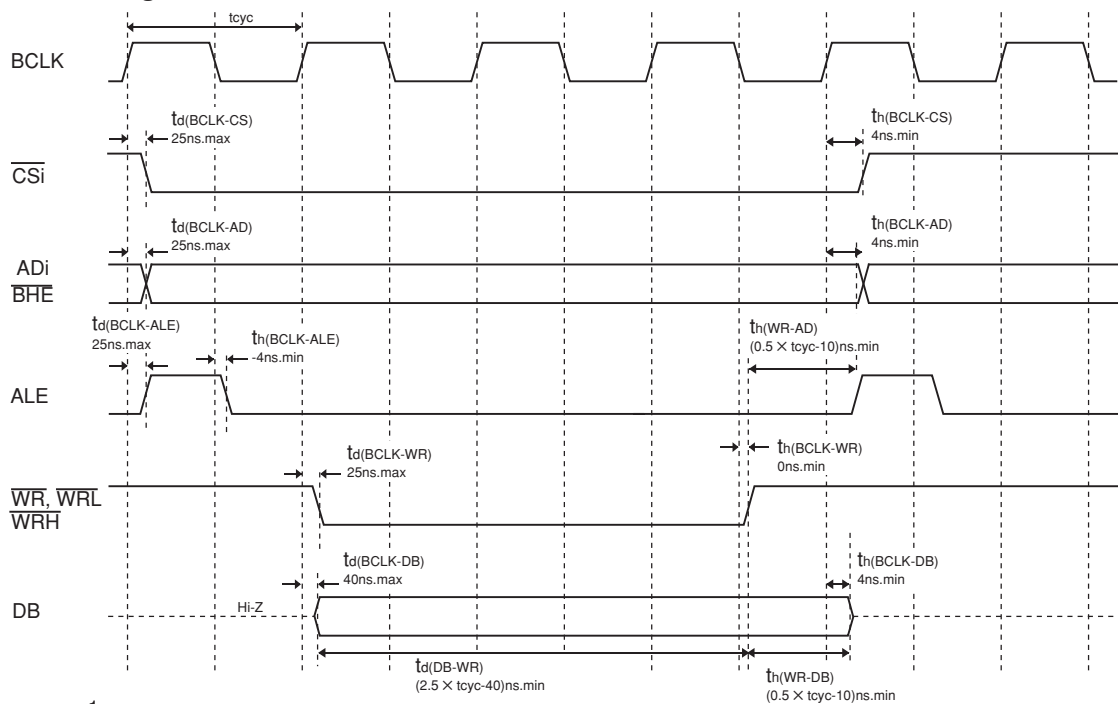 tcyc
BCLK
td(BCLK-CS)
25ns.max
th(BCLK-CS)
4ns.min
CSi
td(BCLK-AD)
25ns.max
th(BCLK-AD)
4ns.min
ADi
BHE
td(BCLK-ALE)
25ns.max
th(BCLK-ALE)
-4ns.min
th(WR-AD)
(0.5 × tcyc-10)ns.min
ALE
td(BCLK-WR)
25ns.max
th(BCLK-WR)
0ns.min
WR, WRL
WRH
td(BCLK-DB)
40ns.max
th(BCLK-DB)
4ns.min
DB
Hi-Z
td(DB-WR)
(2.5 × tcyc-40)ns.min
th(WR-DB)
(0.5 × tcyc-10)ns.min